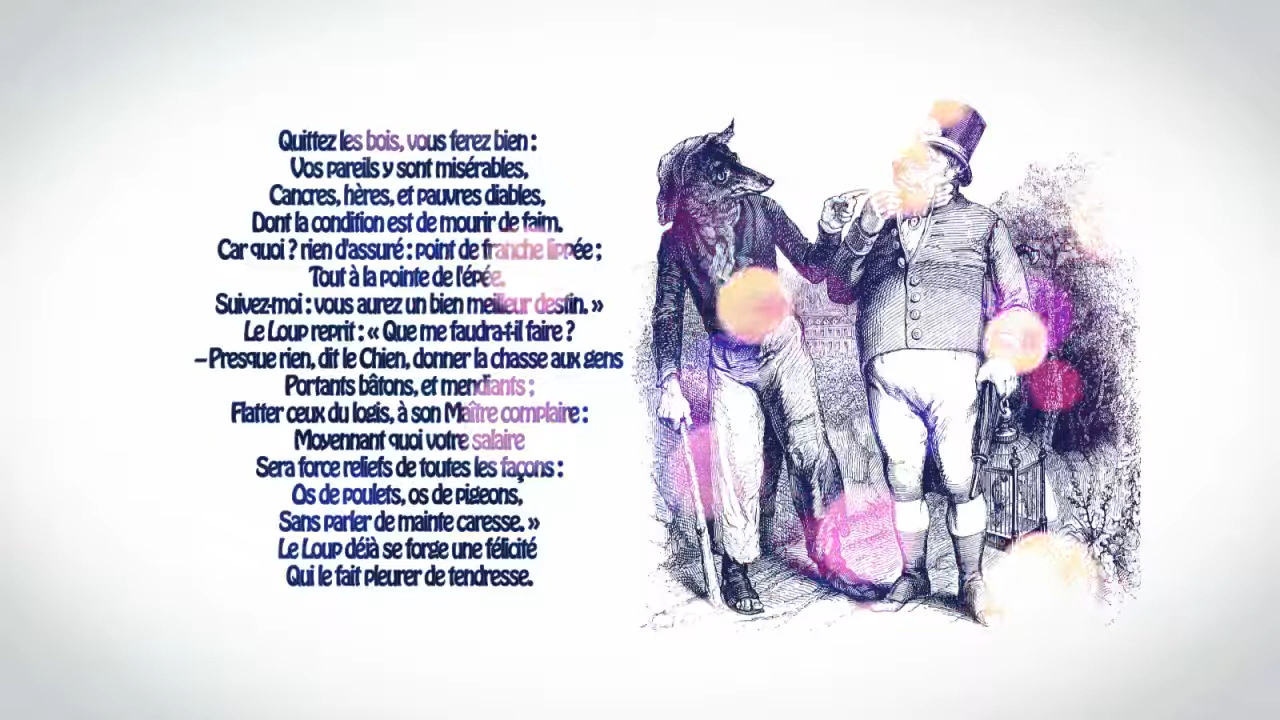 Quittez les bois, vous ferez bien :
Vos pareils y sont misérables,
Cancres, hères, et pauvres diables,
Dont la condition est de mourir de faim.
Car quoi ? rien d'assuré : point de franche lippée ;
Tout à la pointe de l'épée.
Suivez-moi : vous aurez un bien meilleur destin. »
Le Loup reprit : « Que me faudra-t-il faire ?
– Presque rien, dit le Chien, donner la chasse aux gens
Portants bâtons, et mendiants ;
Flatter ceux du logis, à son Maître complaire :
Moyennant quoi votre salaire
Sera force reliefs de toutes les façons :
Os de poulets, os de pigeons,
Sans parler de mainte caresse. »
Le Loup déjà se forge une félicité
Qui le fait pleurer de tendresse.